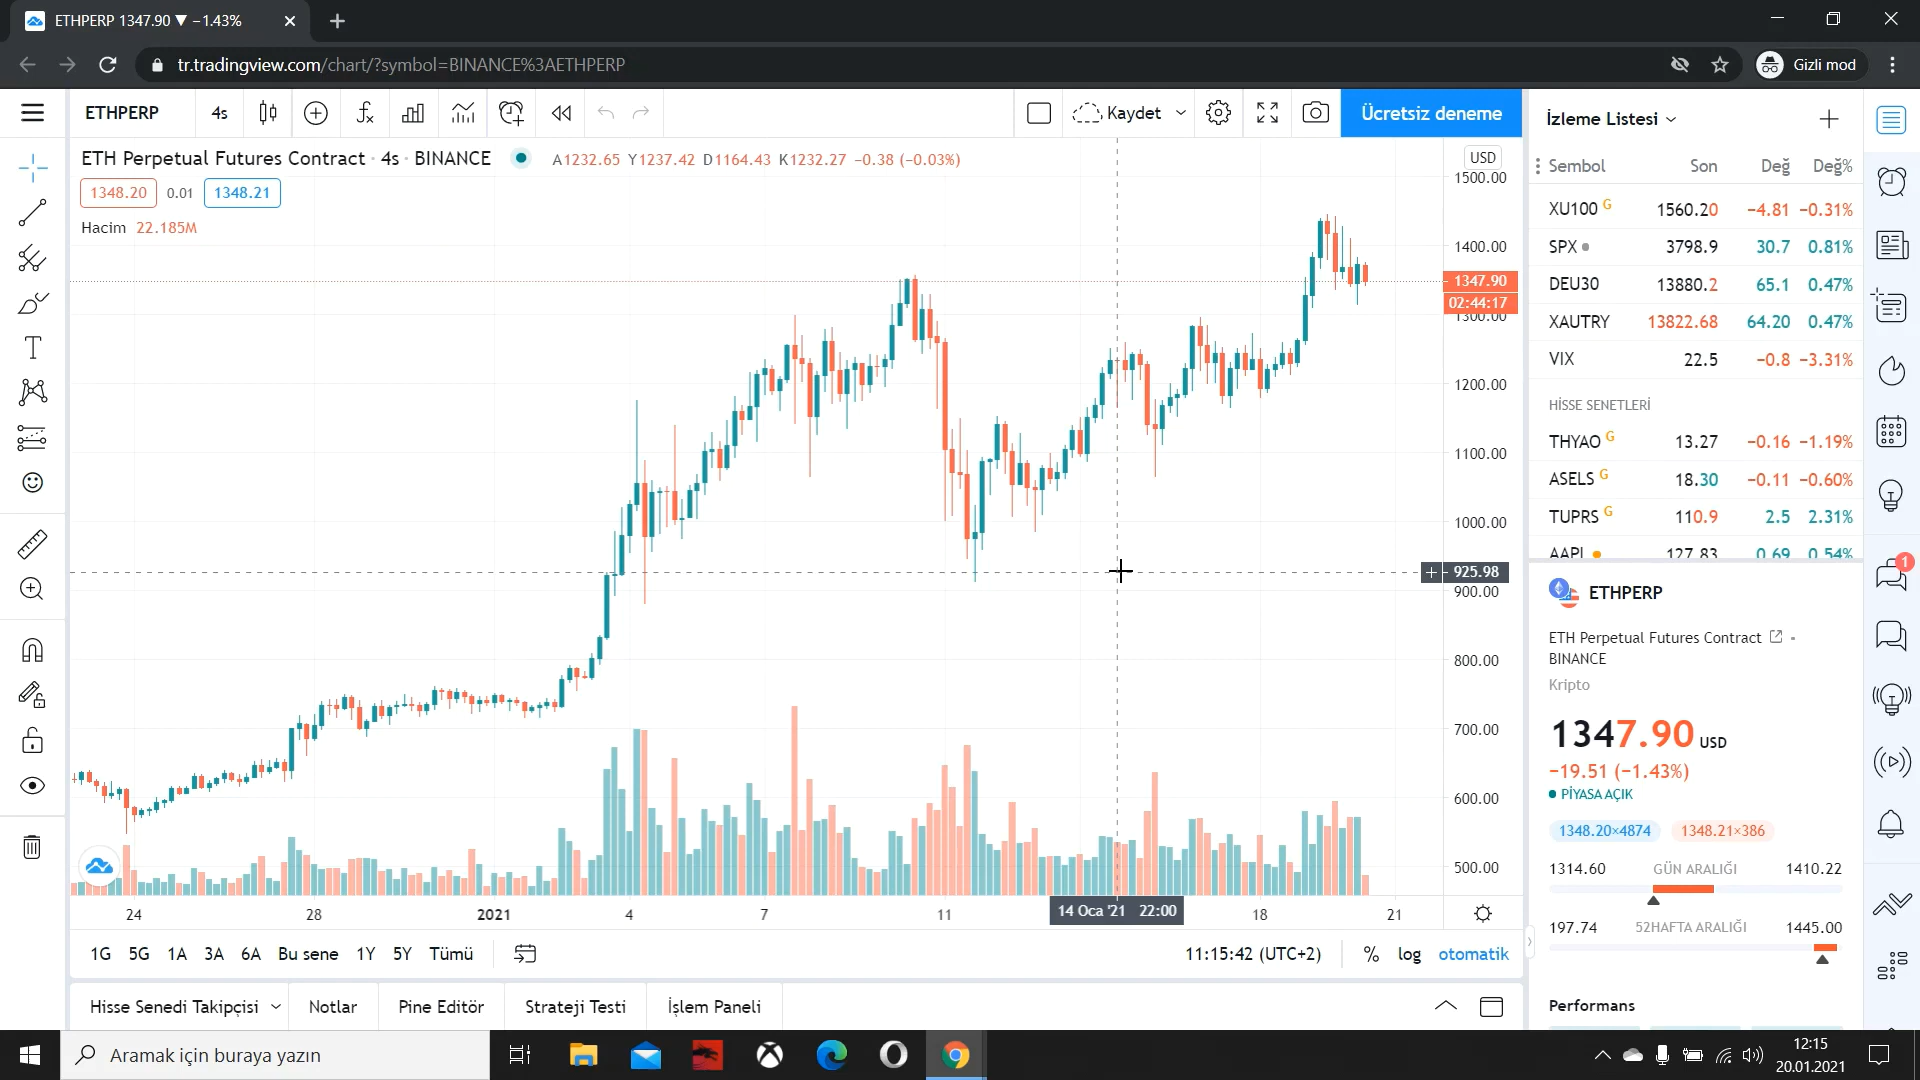 ETHPERP 1347.90 ▼ −1.43%
tr.tradingview.com/chart/?symbol=BINANCE%3AETHPERP
Gizli mod
ETHPERP 4s Kaydet Ücretsiz deneme
ETH Perpetual Futures Contract · 4s · BINANCE A1232.65 Y1237.42 D1164.43 K1232.27 −0.38 (−0.03%)
1348.20 0.01 1348.21
Hacim 22.185M
USD
1500.00
1400.00
1347.90
02:44:17
1300.00
1200.00
1100.00
1000.00
925.98
900.00
800.00
700.00
600.00
500.00
24 28 2021 4 7 11 14 Oca '21 22:00 18 21
1G 5G 1A 3A 6A Bu sene 1Y 5Y Tümü 11:15:42 (UTC+2) % log otomatik
Hisse Senedi Takipçisi Notlar Pine Editör Strateji Testi İşlem Paneli
İzleme Listesi
Sembol Son Değ Değ%
XU100 G 1560.20 −4.81 −0.31%
SPX 3798.9 30.7 0.81%
DEU30 13880.2 65.1 0.47%
XAUTRY 13822.68 64.20 0.47%
VIX 22.5 −0.8 −3.31%
HİSSE SENETLERİ
THYAO G 13.27 −0.16 −1.19%
ASELS G 18.30 −0.11 −0.60%
TUPRS G 110.9 2.5 2.31%
AAPL 127.83 0.69 0.54%
1
ETHPERP
ETH Perpetual Futures Contract
BINANCE
Kripto
1347.90 USD
−19.51 (−1.43%)
PİYASA AÇIK
1348.20×4874 1348.21×386
1314.60 GÜN ARALIĞI 1410.22
197.74 52HAFTA ARALIĞI 1445.00
Performans
Aramak için buraya yazın
12:15
20.01.2021